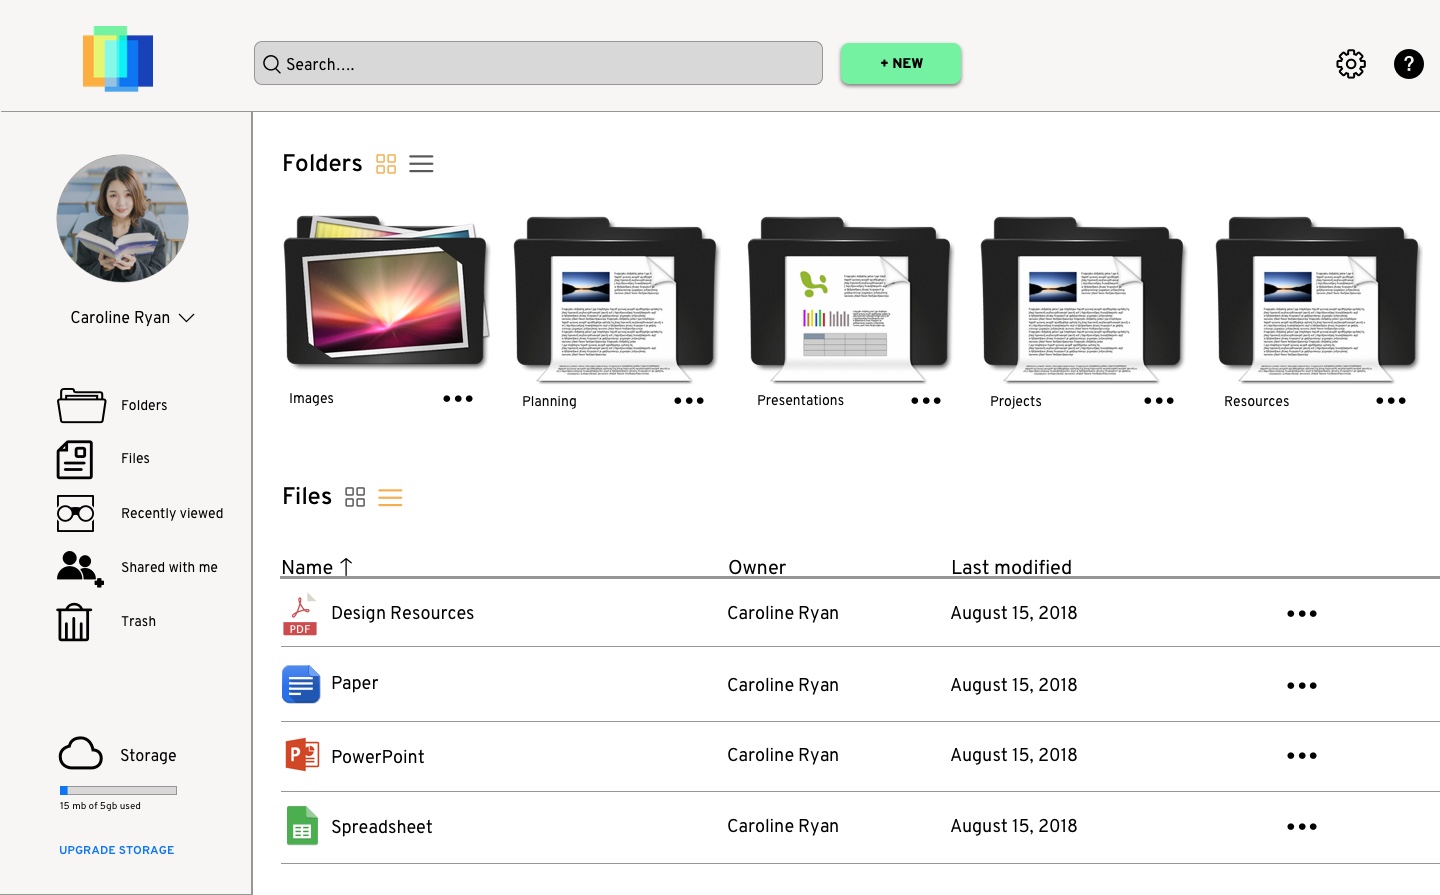 Search....
+ NEW
?
Caroline Ryan
Folders
Files
Recently viewed
Shared with me
Trash
Storage
15 mb of 5gb used
UPGRADE STORAGE
Folders
Images
Planning
Presentations
Projects
Resources
Files
Name ↑ Owner Last modified
PDF Design Resources Caroline Ryan August 15, 2018
Paper Caroline Ryan August 15, 2018
P PowerPoint Caroline Ryan August 15, 2018
Spreadsheet Caroline Ryan August 15, 2018